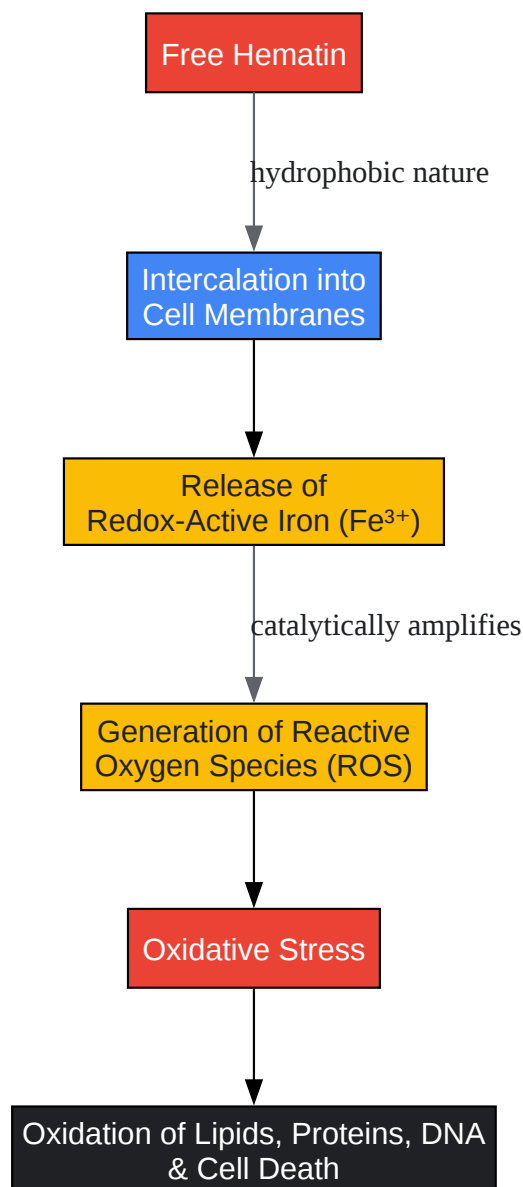 Free Hematin
hydrophobic nature
Intercalation into
Cell Membranes
Release of
Redox-Active Iron (Fe³⁺)
catalytically amplifies
Generation of Reactive
Oxygen Species (ROS)
Oxidative Stress
Oxidation of Lipids, Proteins, DNA
& Cell Death